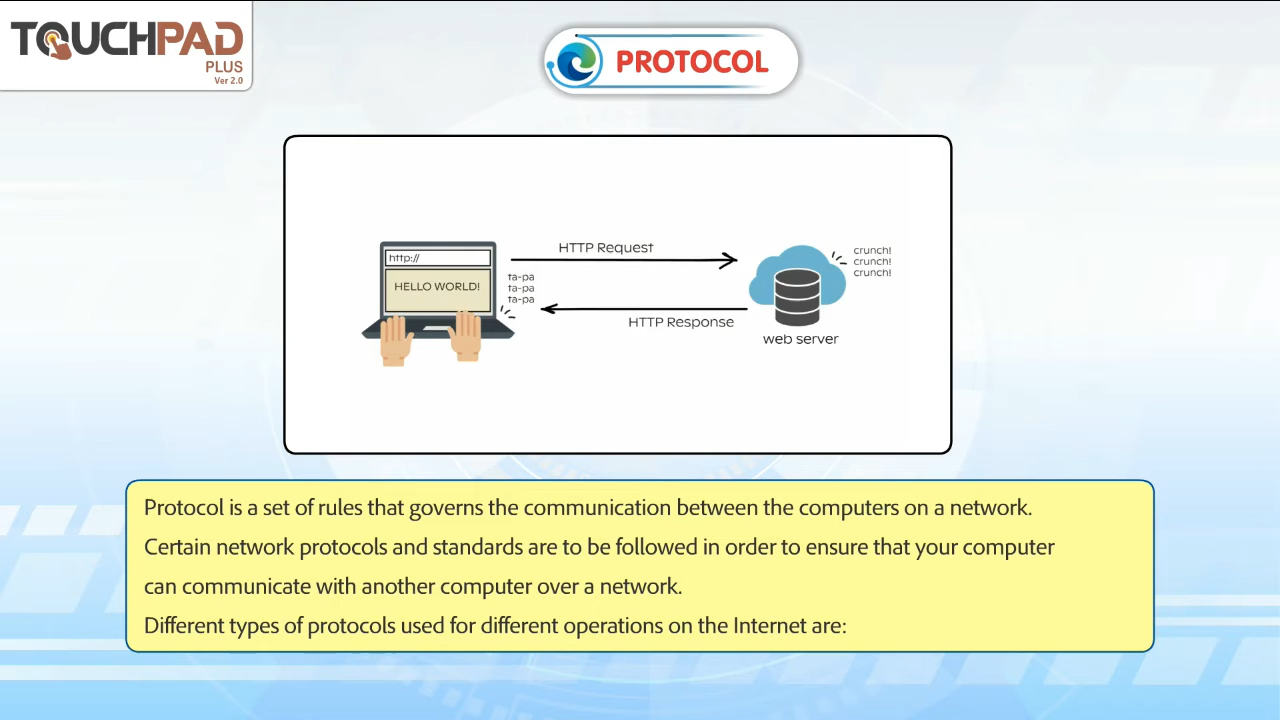 TOUCHPAD
PLUS
Ver 2.0
PROTOCOL
http://
HELLO WORLD!
ta-pa
ta-pa
ta-pa
HTTP Request
HTTP Response
crunch!
crunch!
crunch!
web server
Protocol is a set of rules that governs the communication between the computers on a network.
Certain network protocols and standards are to be followed in order to ensure that your computer
can communicate with another computer over a network.
Different types of protocols used for different operations on the Internet are: